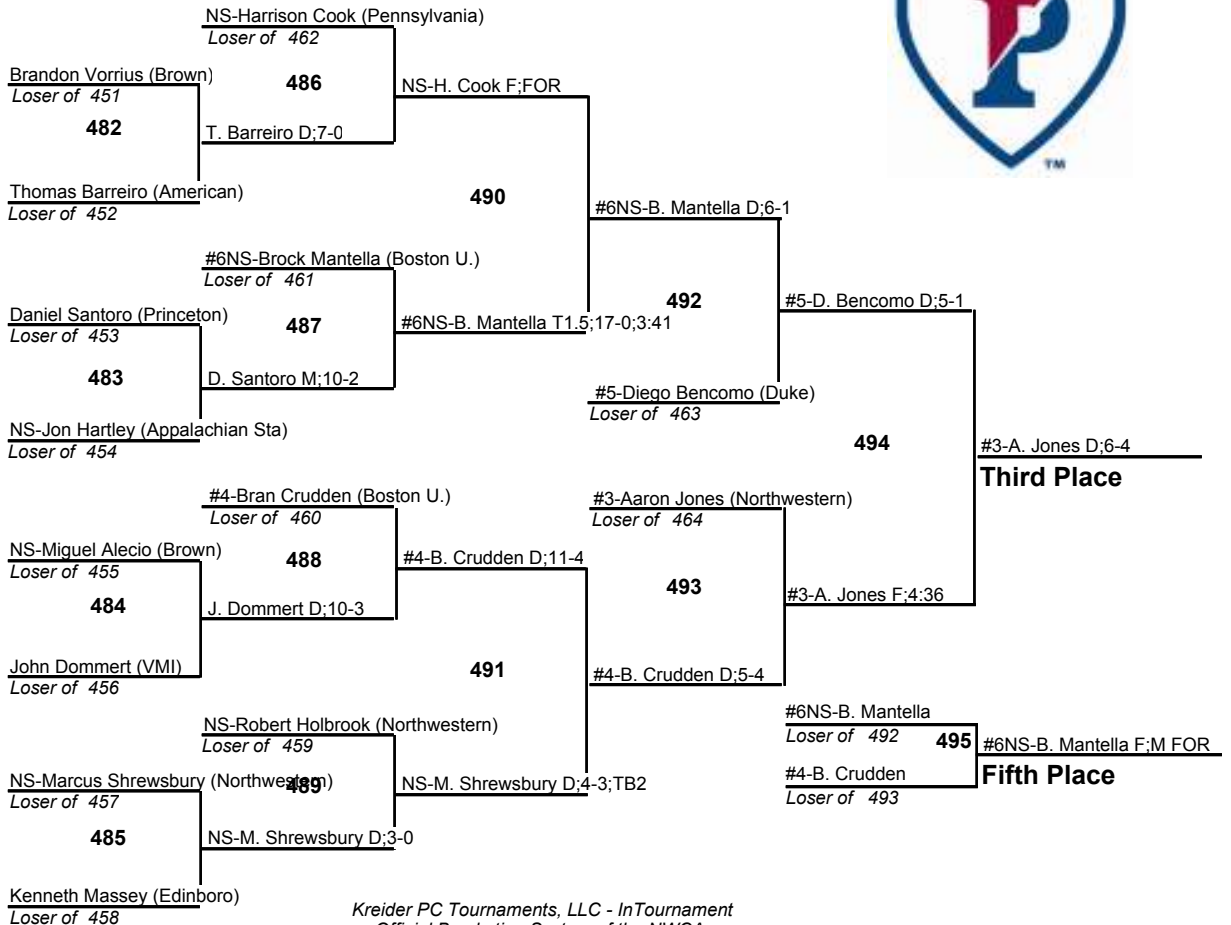 NS-Harrison Cook (Pennsylvania)
Loser of 462
Brandon Vorrius (Brown)
Loser of 451
486
NS-H. Cook F;FOR
482
T. Barreiro D;7-0
TM
Thomas Barreiro (American)
Loser of 452
490
#6NS-B. Mantella D;6-1
#6NS-Brock Mantella (Boston U.)
Loser of 461
492
#5-D. Bencomo D;5-1
Daniel Santoro (Princeton)
Loser of 453
487
#6NS-B. Mantella T1.5;17-0;3:41
483
D. Santoro M;10-2
#5-Diego Bencomo (Duke)
Loser of 463
NS-Jon Hartley (Appalachian Sta)
Loser of 454
494
#3-A. Jones D;6-4
Third Place
#4-Bran Crudden (Boston U.)
Loser of 460
#3-Aaron Jones (Northwestern)
Loser of 464
NS-Miguel Alecio (Brown)
Loser of 455
488
#4-B. Crudden D;11-4
493
#3-A. Jones F;4:36
484
J. Dommert D;10-3
John Dommert (VMI)
Loser of 456
491
#4-B. Crudden D;5-4
NS-Robert Holbrook (Northwestern)
Loser of 459
#6NS-B. Mantella
Loser of 492
495
#6NS-B. Mantella F;M FOR
Fifth Place
#4-B. Crudden
Loser of 493
NS-Marcus Shrewsbury (Northwestern)
Loser of 457
489
NS-M. Shrewsbury D;4-3;TB2
485
NS-M. Shrewsbury D;3-0
Kenneth Massey (Edinboro)
Loser of 458
Kreider PC Tournaments, LLC - InTournament